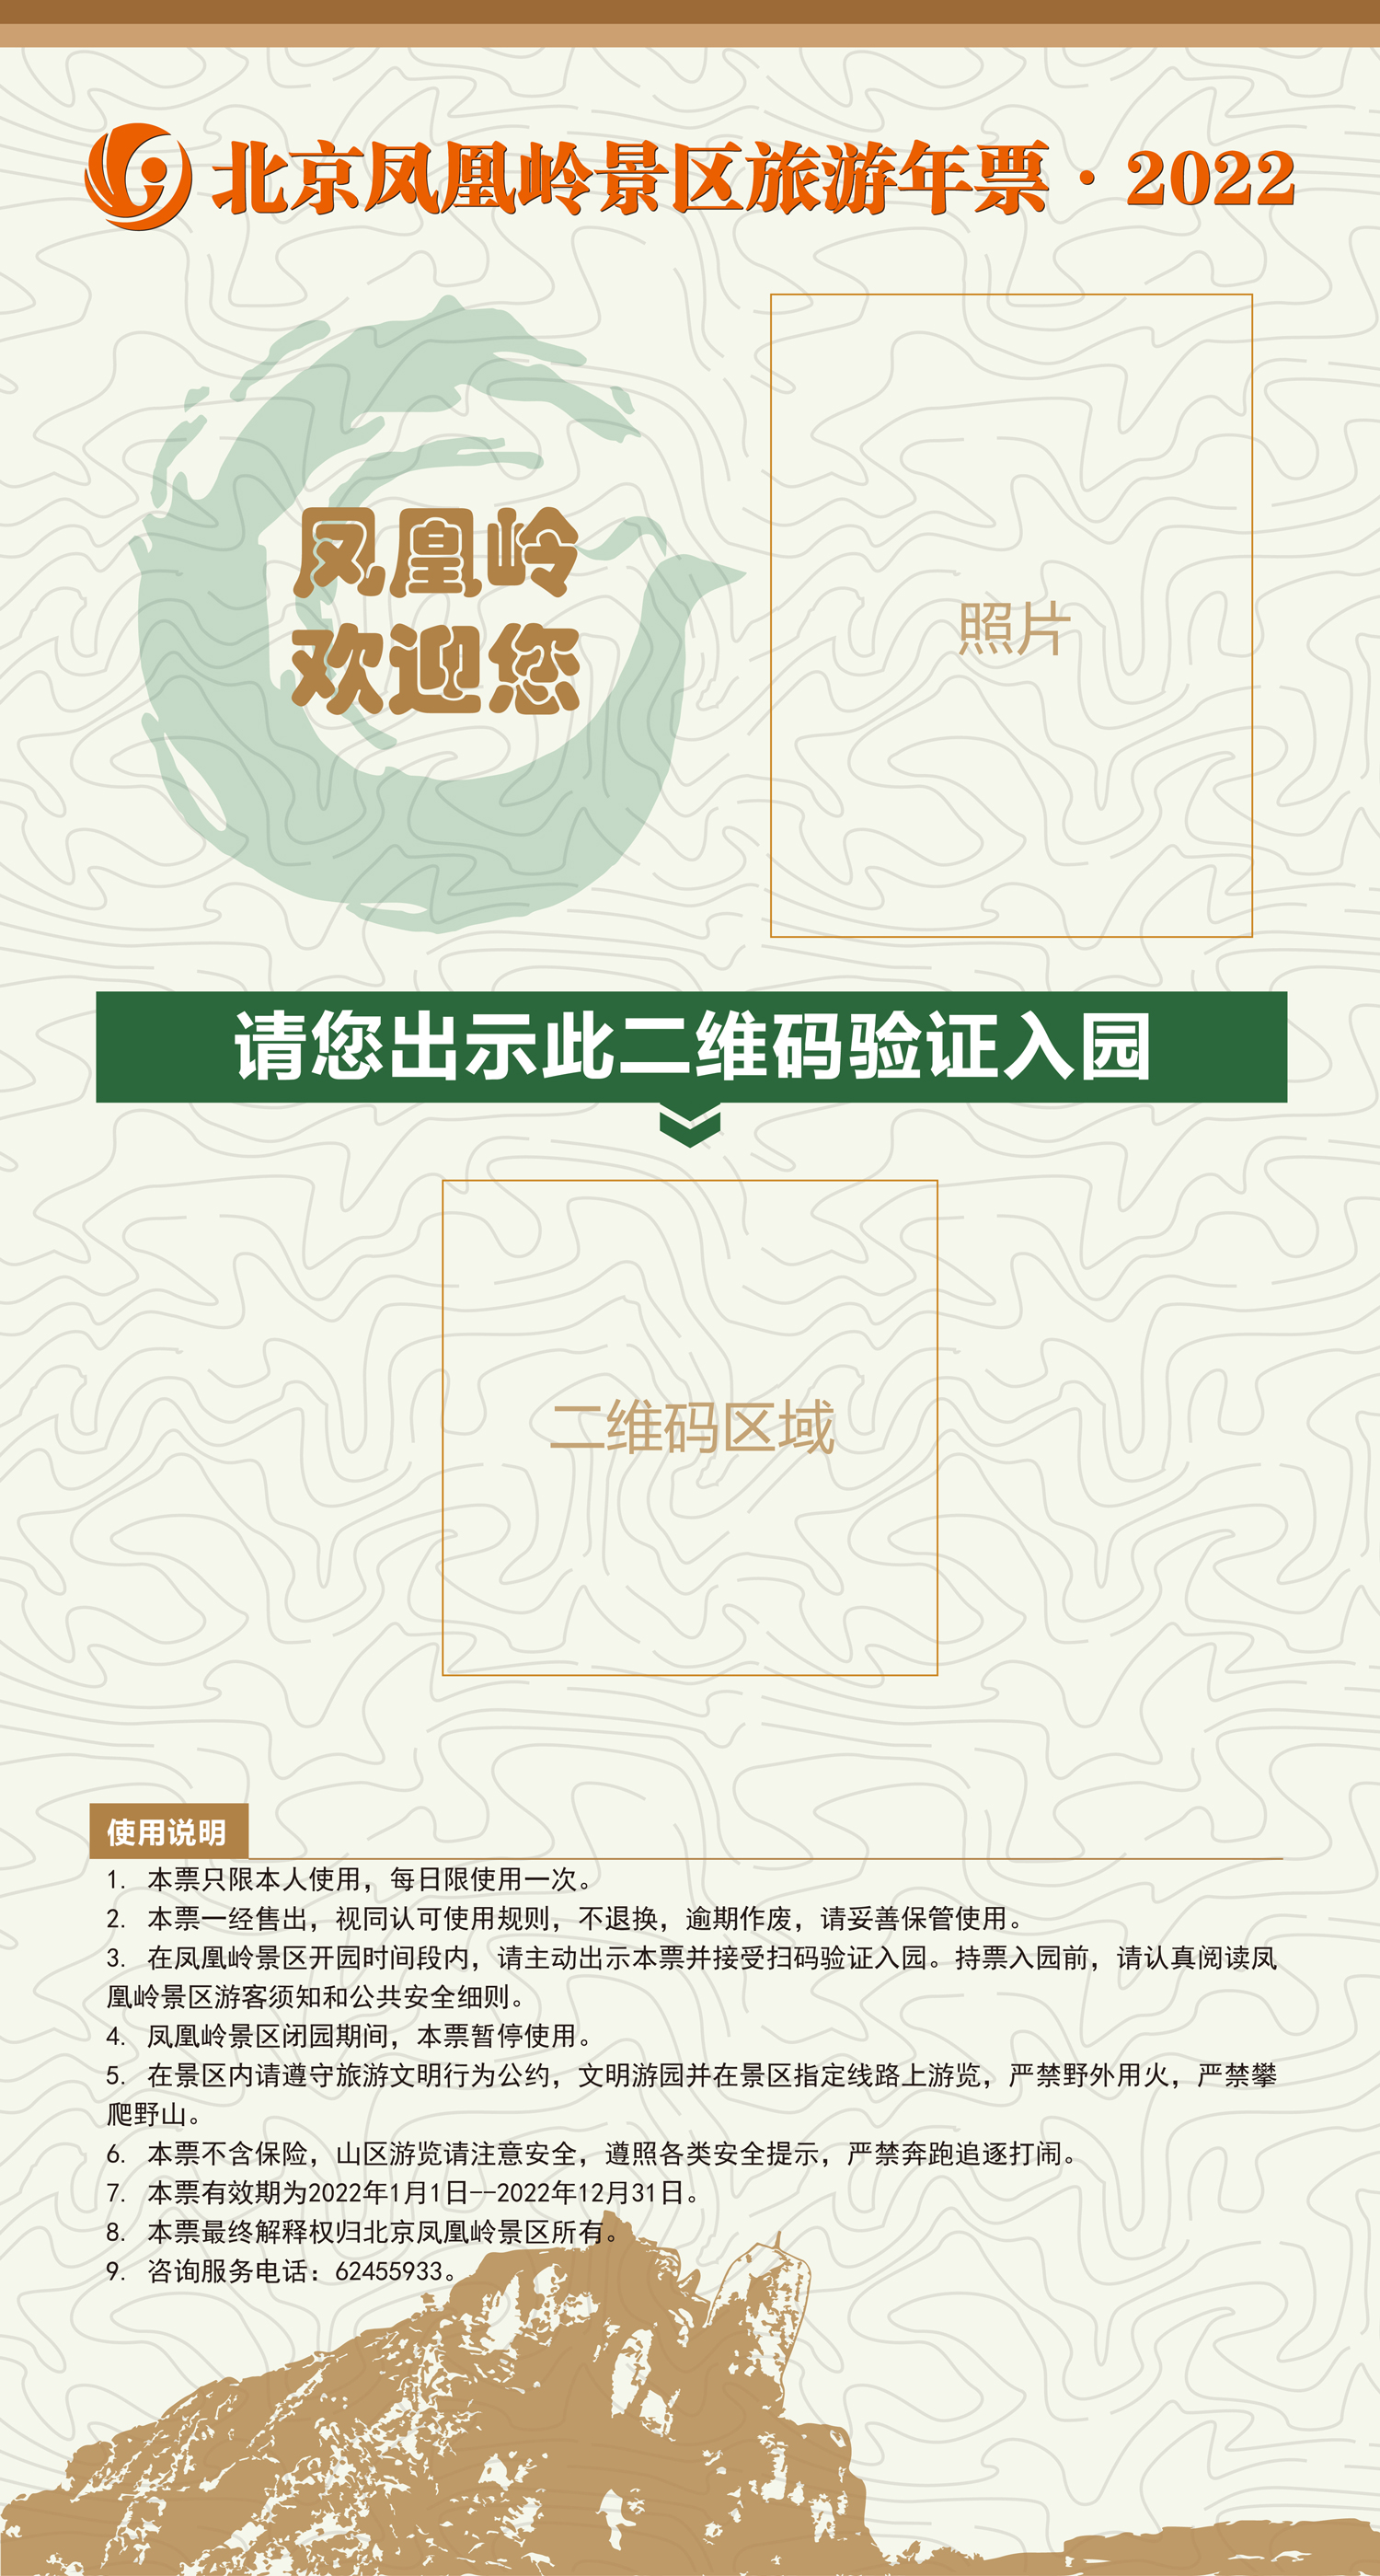 北京凤凰岭景区旅游年票·2022
凤凰岭
欢迎您
照片
请您出示此二维码验证入园
二维码区域
使用说明
1. 本票只限本人使用，每日限使用一次。
2. 本票一经售出，视同认可使用规则，不退换，逾期作废，请妥善保管使用。
3. 在凤凰岭景区开园时间段内，请主动出示本票并接受扫码验证入园。持票入园前，请认真阅读凤
凰岭景区游客须知和公共安全细则。
4. 凤凰岭景区闭园期间，本票暂停使用。
5. 在景区内请遵守旅游文明行为公约，文明游园并在景区指定线路上游览，严禁野外用火，严禁攀
爬野山。
6. 本票不含保险，山区游览请注意安全，遵照各类安全提示，严禁奔跑追逐打闹。
7. 本票有效期为2022年1月1日--2022年12月31日。
8. 本票最终解释权归北京凤凰岭景区所有。
9. 咨询服务电话：62455933。